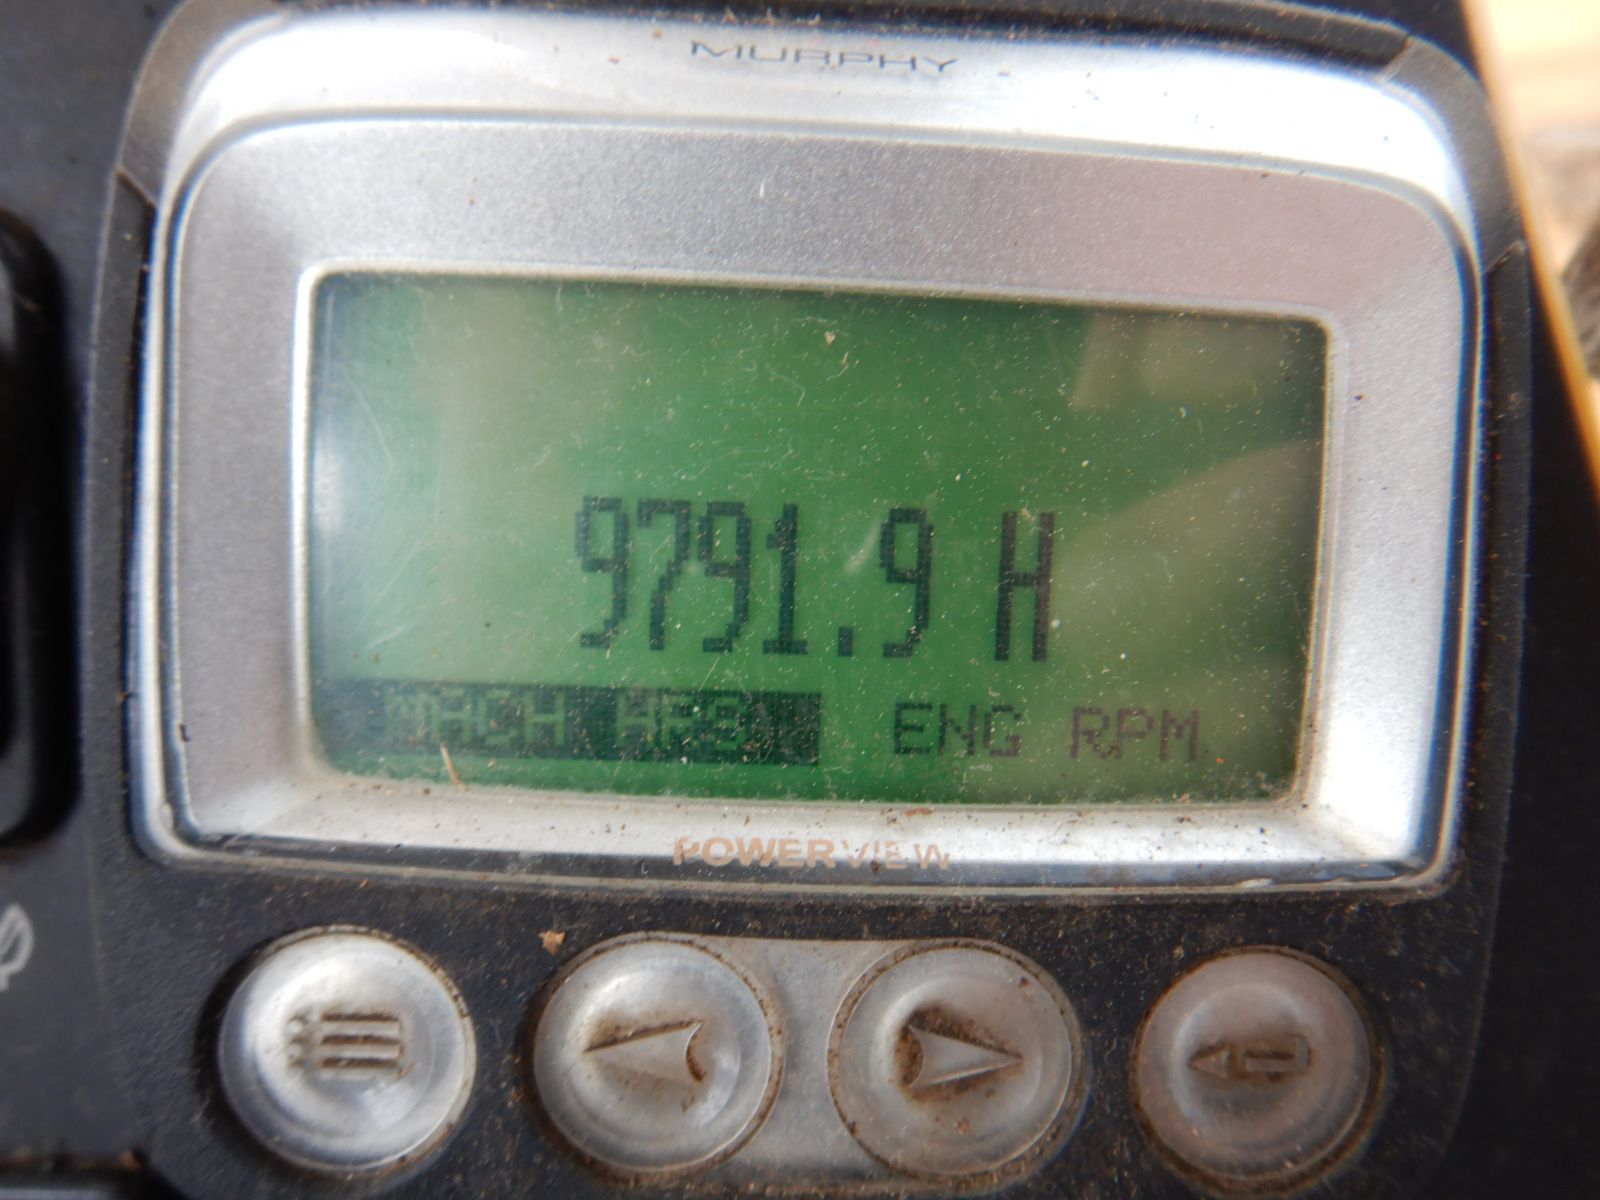 MURPHY
9791.9 H
MACH HRS ENG RPM
POWERVIEW